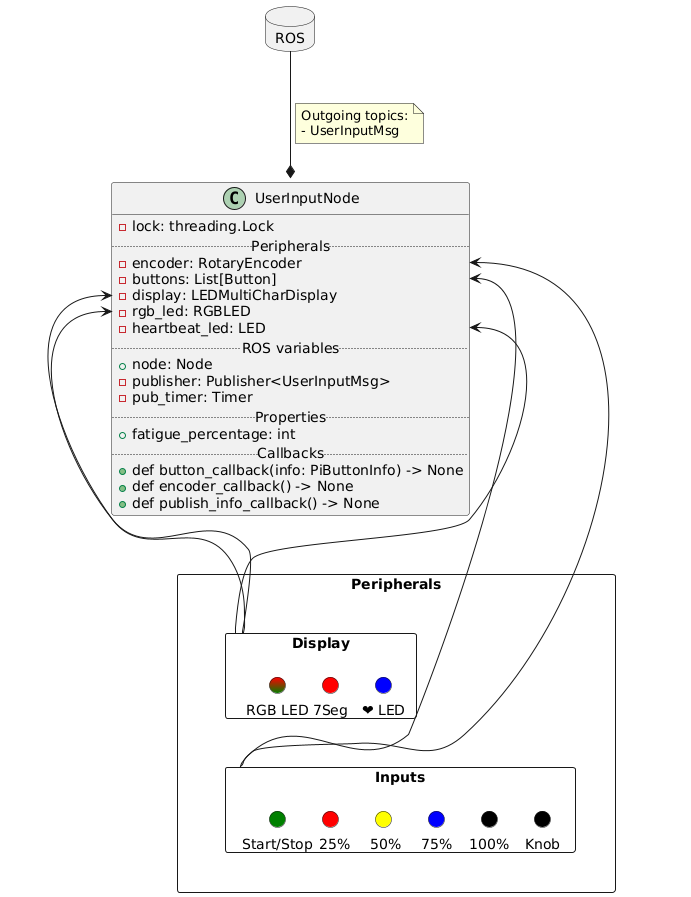 ROS
Outgoing topics:
- UserInputMsg
C UserInputNode
lock: threading.Lock
Peripherals
encoder: RotaryEncoder
buttons: List[Button]
display: LEDMultiCharDisplay
rgb_led: RGBLED
heartbeat_led: LED
ROS variables
node: Node
publisher: Publisher<UserInputMsg>
pub_timer: Timer
Properties
fatigue_percentage: int
Callbacks
def button_callback(info: PiButtonInfo) -> None
def encoder_callback() -> None
def publish_info_callback() -> None
Peripherals
Display
RGB LED 7Seg ❤ LED
Inputs
Start/Stop 25% 50% 75% 100% Knob